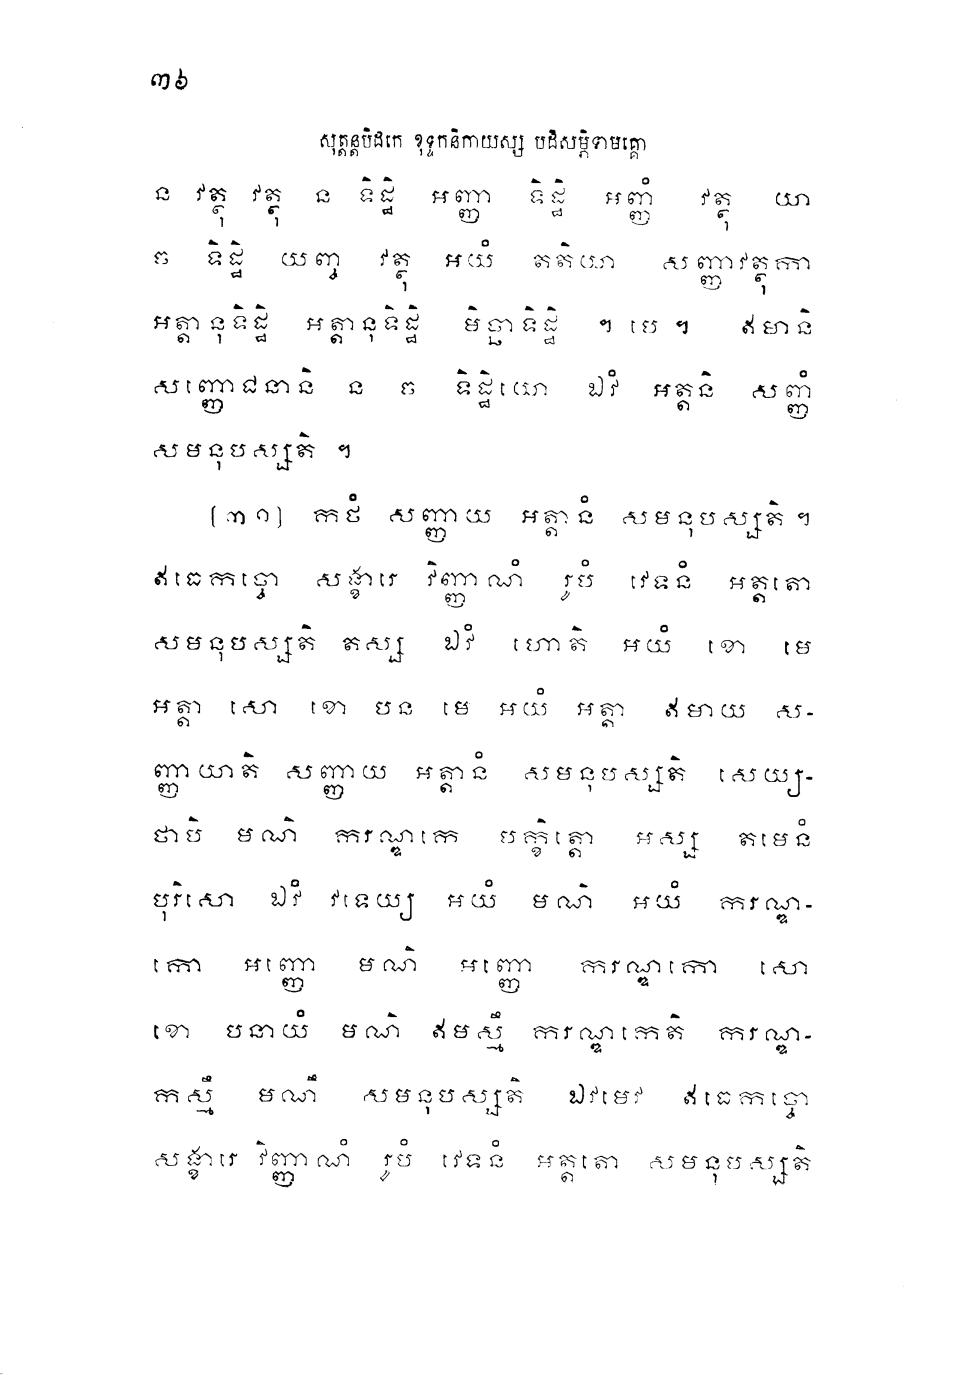 ៣៦
សុត្តន្តបិដកេ ខុទ្ទកនិកាយស្ស បដិសម្ភិទាមគ្គោ
ន វត្ថុ វត្ថុ ន ទិដ្ឋិ អញ្ញា ទិដ្ឋិ អញ្ញំ វត្ថុ យា
ច ទិដ្ឋិ យញ្ច វត្ថុ អយំ តតិយា សញ្ញាវត្ថុកា
អត្តានុទិដ្ឋិ អត្តានុទិដ្ឋិ មិច្ឆាទិដ្ឋិ ។ បេ ។ ឥមានិ
សញ្ញោជនានិ ន ច ទិដ្ឋិយោ ឯវំ អត្តនិ សញ្ញំ
សមនុបស្សតិ ។
(៣១) កថំ សញ្ញាយ អត្តានំ សមនុបស្សតិ ។
ឥធេកច្ចោ សង្ខារេ វិញ្ញាណំ រូបំ វេទនំ អត្តតោ
សមនុបស្សតិ តស្ស ឯវំ ហោតិ អយំ ខោ មេ
អត្តា សោ ខោ បន មេ អយំ អត្តា ឥមាយ ស-
ញ្ញាយាតិ សញ្ញាយ អត្តានំ សមនុបស្សតិ សេយ្យ-
ថាបិ មណិ ករណ្ឌកេ បក្ខិត្តោ អស្ស តមេនំ
បុរិសោ ឯវំ វទេយ្យ អយំ មណិ អយំ ករណ្ឌ-
កោ អញ្ញោ មណិ អញ្ញោ ករណ្ឌកោ សោ
ខោ បនាយំ មណិ ឥមស្មឹ ករណ្ឌកេតិ ករណ្ឌ-
កស្មឹ មណឹ សមនុបស្សតិ ឯវមេវ ឥធេកច្ចោ
សង្ខារេ វិញ្ញាណំ រូបំ វេទនំ អត្តតោ សមនុបស្សតិ